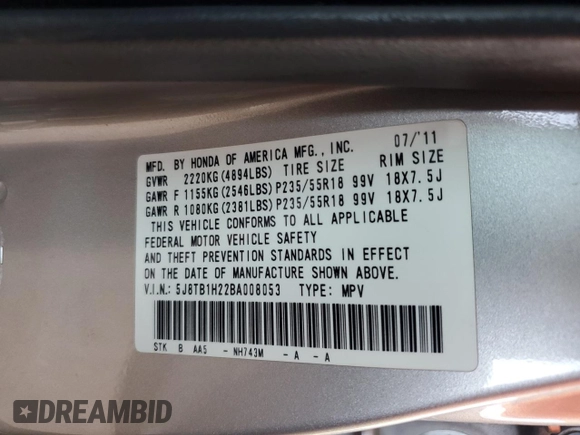 MFD. BY HONDA OF AMERICA MFG., INC. 07/'11
GVWR 2220KG(4894LBS) TIRE SIZE RIM SIZE
GAWR F 1155KG(2546LBS) P235/55R18 99V 18X7.5J
GAWR R 1080KG(2381LBS) P235/55R18 99V 18X7.5J
THIS VEHICLE CONFORMS TO ALL APPLICABLE
FEDERAL MOTOR VEHICLE SAFETY
AND THEFT PREVENTION STANDARDS IN EFFECT
ON THE DATE OF MANUFACTURE SHOWN ABOVE.
V.I.N.: 5J8TB1H22BA008053 TYPE: MPV
STK B AA5 - NH743M - A - A
DREAMBID